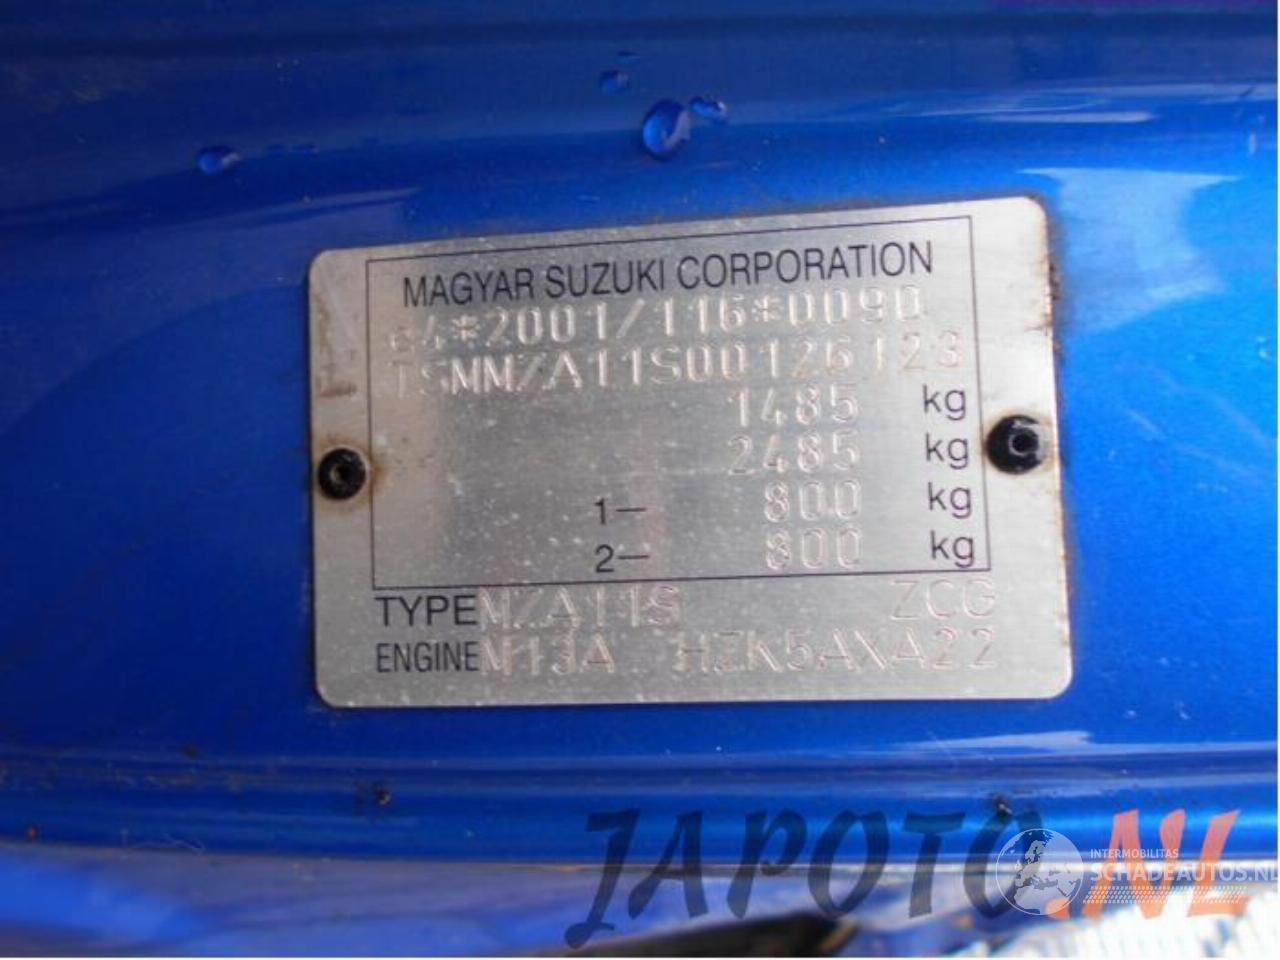 MAGYAR SUZUKI CORPORATION
e4*2001/116*0090
TSMMZA11S00126123
1485 kg
2485 kg
1— 800 kg
2— 800 kg
TYPE MZA11S ZCG
ENGINE M13A HZK5AXA22
JAPOTO.NL
INTERMOBILITAS
SCHADEAUTOS.NL